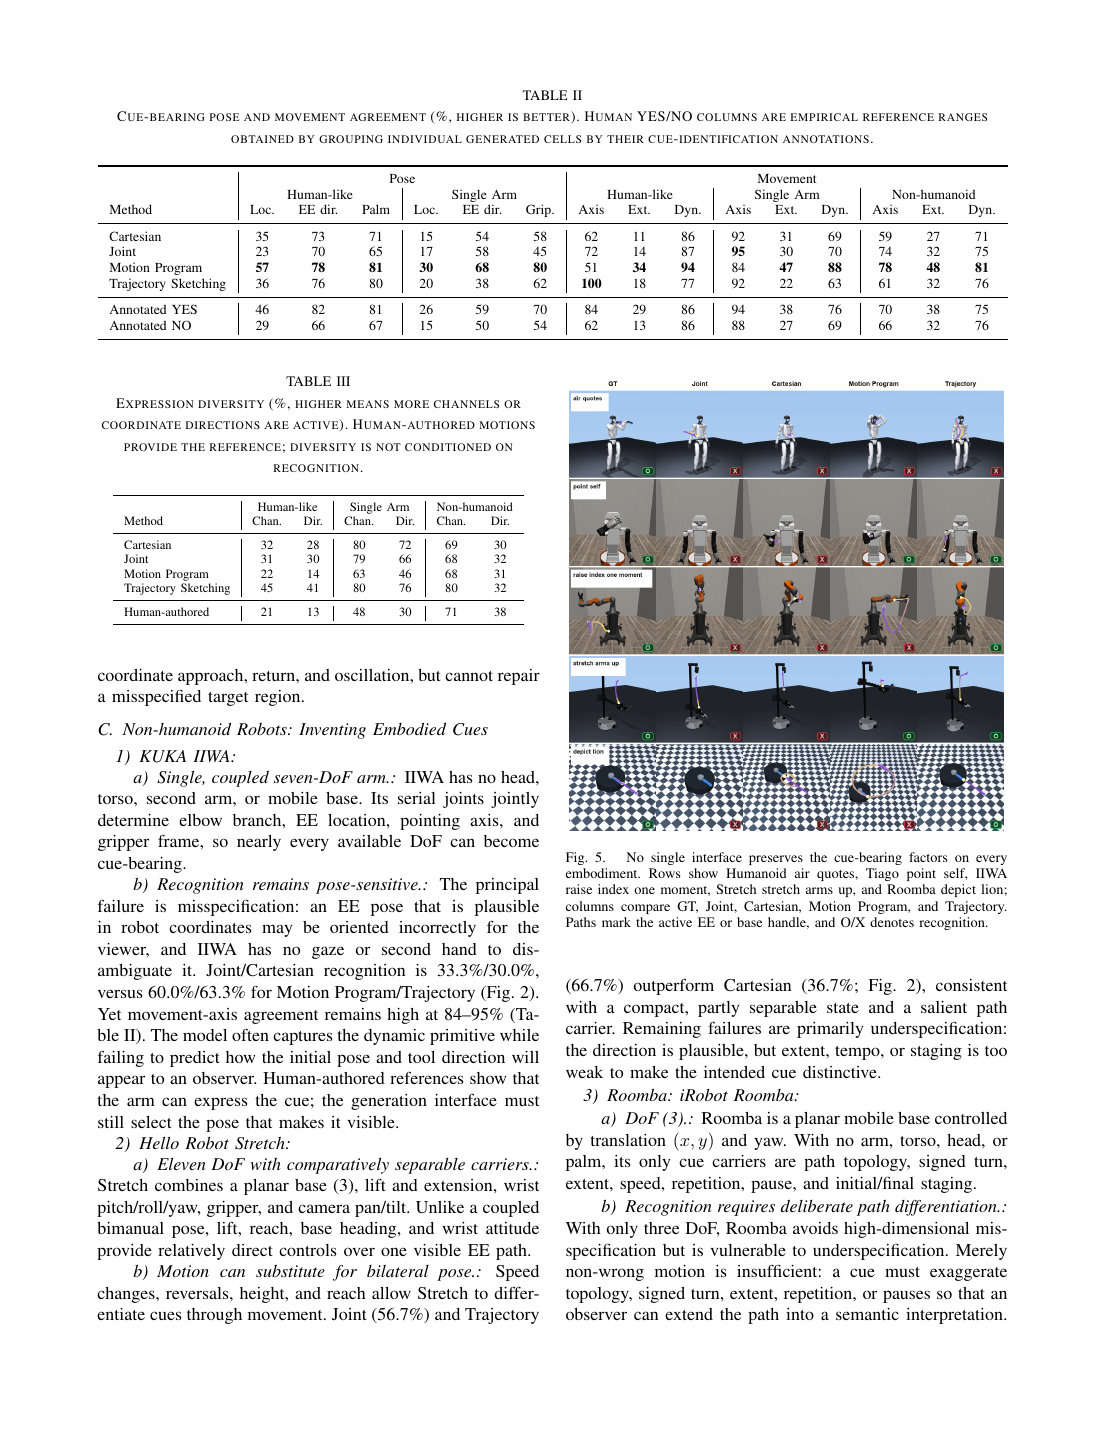 TABLE II
CUE-BEARING POSE AND MOVEMENT AGREEMENT (%, HIGHER IS BETTER). HUMAN YES/NO COLUMNS ARE EMPIRICAL REFERENCE RANGES
OBTAINED BY GROUPING INDIVIDUAL GENERATED CELLS BY THEIR CUE-IDENTIFICATION ANNOTATIONS.
Pose Movement
Human-like Single Arm Human-like Single Arm Non-humanoid
Method Loc. EE dir. Palm Loc. EE dir. Grip. Axis Ext. Dyn. Axis Ext. Dyn. Axis Ext. Dyn.
Cartesian 35 73 71 15 54 58 62 11 86 92 31 69 59 27 71
Joint 23 70 65 17 58 45 72 14 87 95 30 70 74 32 75
Motion Program 57 78 81 30 68 80 51 34 94 84 47 88 78 48 81
Trajectory Sketching 36 76 80 20 38 62 100 18 77 92 22 63 61 32 76
Annotated YES 46 82 81 26 59 70 84 29 86 94 38 76 70 38 75
Annotated NO 29 66 67 15 50 54 62 13 86 88 27 69 66 32 76
TABLE III
EXPRESSION DIVERSITY (%, HIGHER MEANS MORE CHANNELS OR
COORDINATE DIRECTIONS ARE ACTIVE). HUMAN-AUTHORED MOTIONS
PROVIDE THE REFERENCE; DIVERSITY IS NOT CONDITIONED ON
RECOGNITION.
Human-like Single Arm Non-humanoid
Method Chan. Dir. Chan. Dir. Chan. Dir.
Cartesian 32 28 80 72 69 30
Joint 31 30 79 66 68 32
Motion Program 22 14 63 46 68 31
Trajectory Sketching 45 41 80 76 80 32
Human-authored 21 13 48 30 71 38
coordinate approach, return, and oscillation, but cannot repair
a misspecified target region.
C. Non-humanoid Robots: Inventing Embodied Cues
1) KUKA IIWA:
a) Single, coupled seven-DoF arm.: IIWA has no head,
torso, second arm, or mobile base. Its serial joints jointly
determine elbow branch, EE location, pointing axis, and
gripper frame, so nearly every available DoF can become
cue-bearing.
b) Recognition remains pose-sensitive.: The principal
failure is misspecification: an EE pose that is plausible
in robot coordinates may be oriented incorrectly for the
viewer, and IIWA has no gaze or second hand to dis-
ambiguate it. Joint/Cartesian recognition is 33.3%/30.0%,
versus 60.0%/63.3% for Motion Program/Trajectory (Fig. 2).
Yet movement-axis agreement remains high at 84–95% (Ta-
ble II). The model often captures the dynamic primitive while
failing to predict how the initial pose and tool direction will
appear to an observer. Human-authored references show that
the arm can express the cue; the generation interface must
still select the pose that makes it visible.
2) Hello Robot Stretch:
a) Eleven DoF with comparatively separable carriers.:
Stretch combines a planar base (3), lift and extension, wrist
pitch/roll/yaw, gripper, and camera pan/tilt. Unlike a coupled
bimanual pose, lift, reach, base heading, and wrist attitude
provide relatively direct controls over one visible EE path.
b) Motion can substitute for bilateral pose.: Speed
changes, reversals, height, and reach allow Stretch to differ-
entiate cues through movement. Joint (56.7%) and Trajectory
GT Joint Cartesian Motion Program Trajectory
air quotes
O X X X X
point self
O X X O O
raise index one moment
O X X X O
stretch arms up
O X X O O
depict lion
O X X X O
Fig. 5. No single interface preserves the cue-bearing factors on every
embodiment. Rows show Humanoid air quotes, Tiago point self, IIWA
raise index one moment, Stretch stretch arms up, and Roomba depict lion;
columns compare GT, Joint, Cartesian, Motion Program, and Trajectory.
Paths mark the active EE or base handle, and O/X denotes recognition.
(66.7%) outperform Cartesian (36.7%; Fig. 2), consistent
with a compact, partly separable state and a salient path
carrier. Remaining failures are primarily underspecification:
the direction is plausible, but extent, tempo, or staging is too
weak to make the intended cue distinctive.
3) Roomba: iRobot Roomba:
a) DoF (3).: Roomba is a planar mobile base controlled
by translation (x, y) and yaw. With no arm, torso, head, or
palm, its only cue carriers are path topology, signed turn,
extent, speed, repetition, pause, and initial/final staging.
b) Recognition requires deliberate path differentiation.:
With only three DoF, Roomba avoids high-dimensional mis-
specification but is vulnerable to underspecification. Merely
non-wrong motion is insufficient: a cue must exaggerate
topology, signed turn, extent, repetition, or pauses so that an
observer can extend the path into a semantic interpretation.